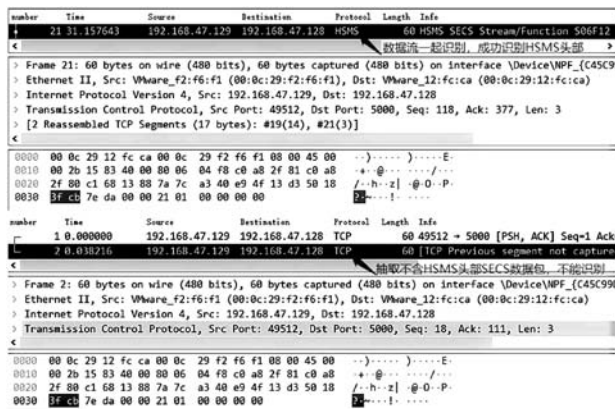 number Time Source Destination Protocol Length Info
21 31.157643 192.168.47.129 192.168.47.128 HSMS 60 HSMS SECS Stream/Function S06F12
数据流一起识别，成功识别HSMS头部
> Frame 21: 60 bytes on wire (480 bits), 60 bytes captured (480 bits) on interface \Device\NPF_{C45C99
> Ethernet II, Src: VMware_f2:f6:f1 (00:0c:29:f2:f6:f1), Dst: VMware_12:fc:ca (00:0c:29:12:fc:ca)
> Internet Protocol Version 4, Src: 192.168.47.129, Dst: 192.168.47.128
> Transmission Control Protocol, Src Port: 49512, Dst Port: 5000, Seq: 118, Ack: 377, Len: 3
> [2 Reassembled TCP Segments (17 bytes): #19(14), #21(3)]
0000 00 0c 29 12 fc ca 00 0c 29 f2 f6 f1 08 00 45 00 ··)····· )·····E·
0010 00 2b 15 83 40 00 80 06 04 f8 c0 a8 2f 81 c0 a8 ·+··@··· ····/···
0020 2f 80 c1 68 13 88 7a 7c a3 40 e9 4f 13 d3 50 18 /··h··z| ·@·O··P·
0030 3f cb 7e da 00 00 21 01 00 00 00 00 ?·~···!· ····
number Time Source Destination Protocol Length Info
1 0.000000 192.168.47.129 192.168.47.128 TCP 60 49512 → 5000 [PSH, ACK] Seq=1 Ack
2 0.038216 192.168.47.129 192.168.47.128 TCP 60 [TCP Previous segment not capture
抽取不含HSMS头部SECS数据包，不能识别
> Frame 2: 60 bytes on wire (480 bits), 60 bytes captured (480 bits) on interface \Device\NPF_{C45C99D
> Ethernet II, Src: VMware_f2:f6:f1 (00:0c:29:f2:f6:f1), Dst: VMware_12:fc:ca (00:0c:29:12:fc:ca)
> Internet Protocol Version 4, Src: 192.168.47.129, Dst: 192.168.47.128
> Transmission Control Protocol, Src Port: 49512, Dst Port: 5000, Seq: 18, Ack: 111, Len: 3
0000 00 0c 29 12 fc ca 00 0c 29 f2 f6 f1 08 00 45 00 ··)····· )·····E·
0010 00 2b 15 83 40 00 80 06 04 f8 c0 a8 2f 81 c0 a8 ·+··@··· ····/···
0020 2f 80 c1 68 13 88 7a 7c a3 40 e9 4f 13 d3 50 18 /··h··z| ·@·O··P·
0030 3f cb 7e da 00 00 21 01 00 00 00 00 ?·~···!· ····